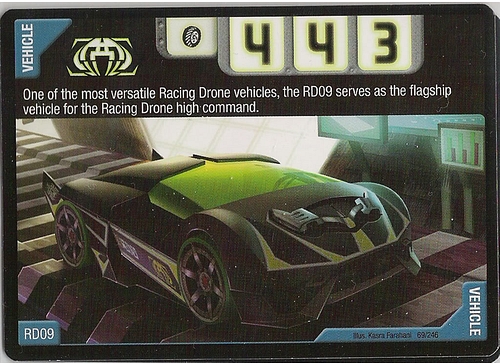 VEHICLE
4 4 3
One of the most versatile Racing Drone vehicles, the RD09 serves as the flagship
vehicle for the Racing Drone high command.
RD09
Illus. Kasra Farahani 69/246
VEHICLE